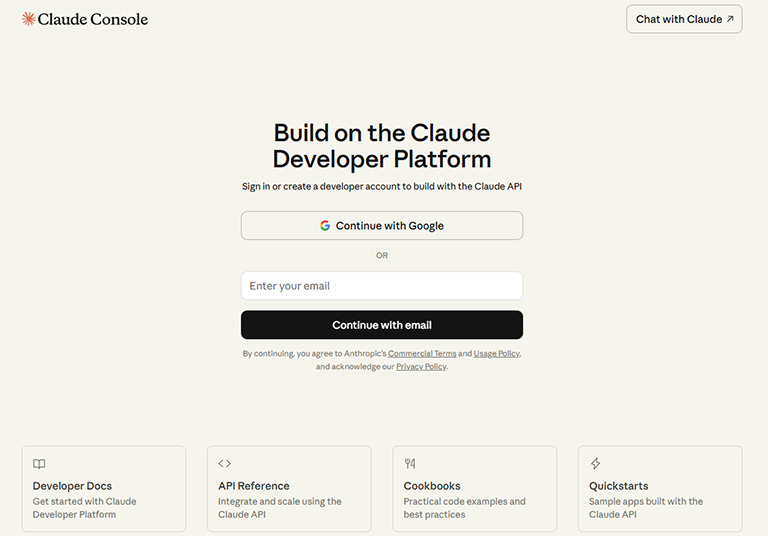 Claude Console
Chat with Claude ↗
Build on the Claude
Developer Platform
Sign in or create a developer account to build with the Claude API
Continue with Google
OR
Enter your email
Continue with email
By continuing, you agree to Anthropic's Commercial Terms and Usage Policy,
and acknowledge our Privacy Policy.
Developer Docs
Get started with Claude
Developer Platform
API Reference
Integrate and scale using the
Claude API
Cookbooks
Practical code examples and
best practices
Quickstarts
Sample apps built with the
Claude API